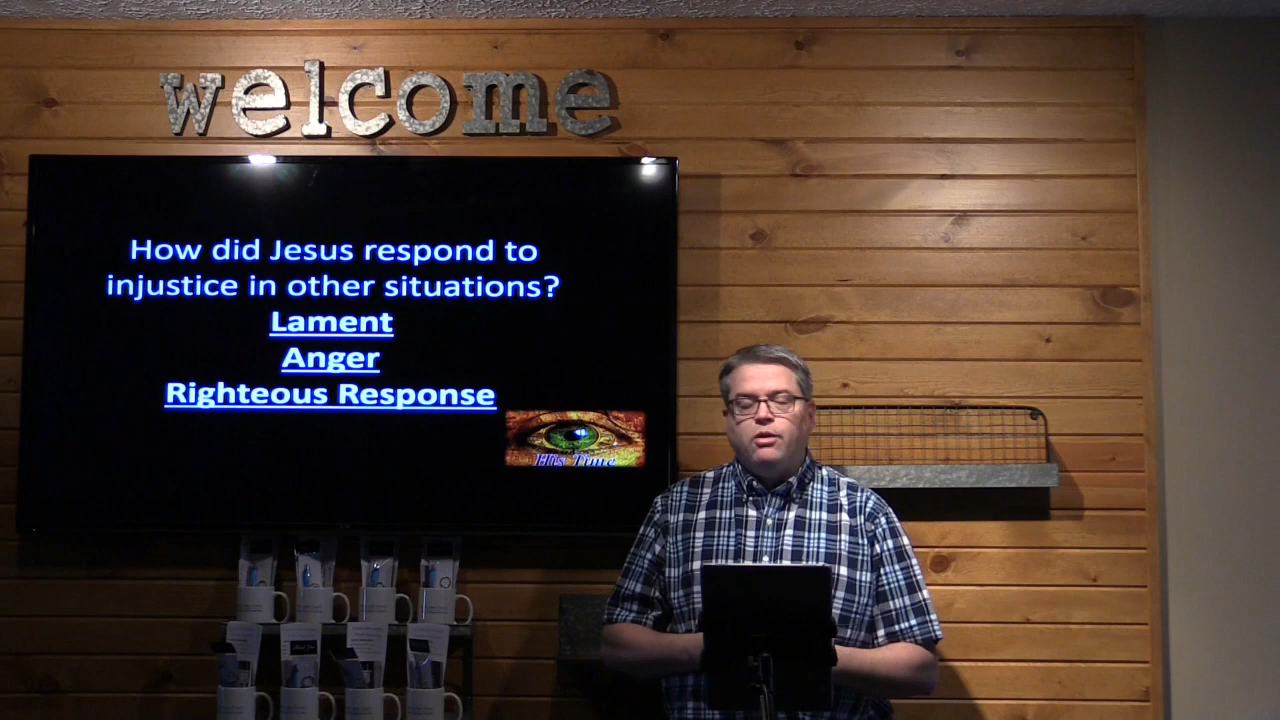 welcome
How did Jesus respond to
injustice in other situations?
Lament
Anger
Righteous Response
His Time